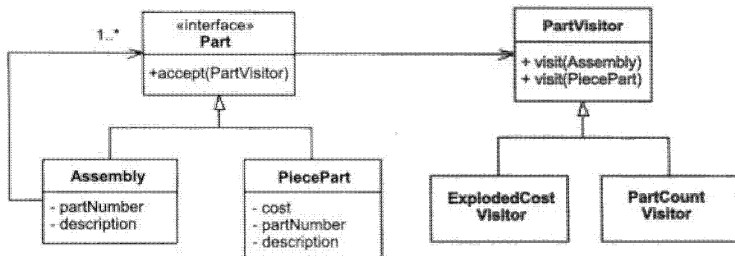 1..*
«interface»
Part
+accept(PartVisitor)
PartVisitor
+ visit(Assembly)
+ visit(PiecePart)
Assembly
- partNumber
- description
PiecePart
- cost
- partNumber
- description
ExplodedCost
Visitor
PartCount
Visitor